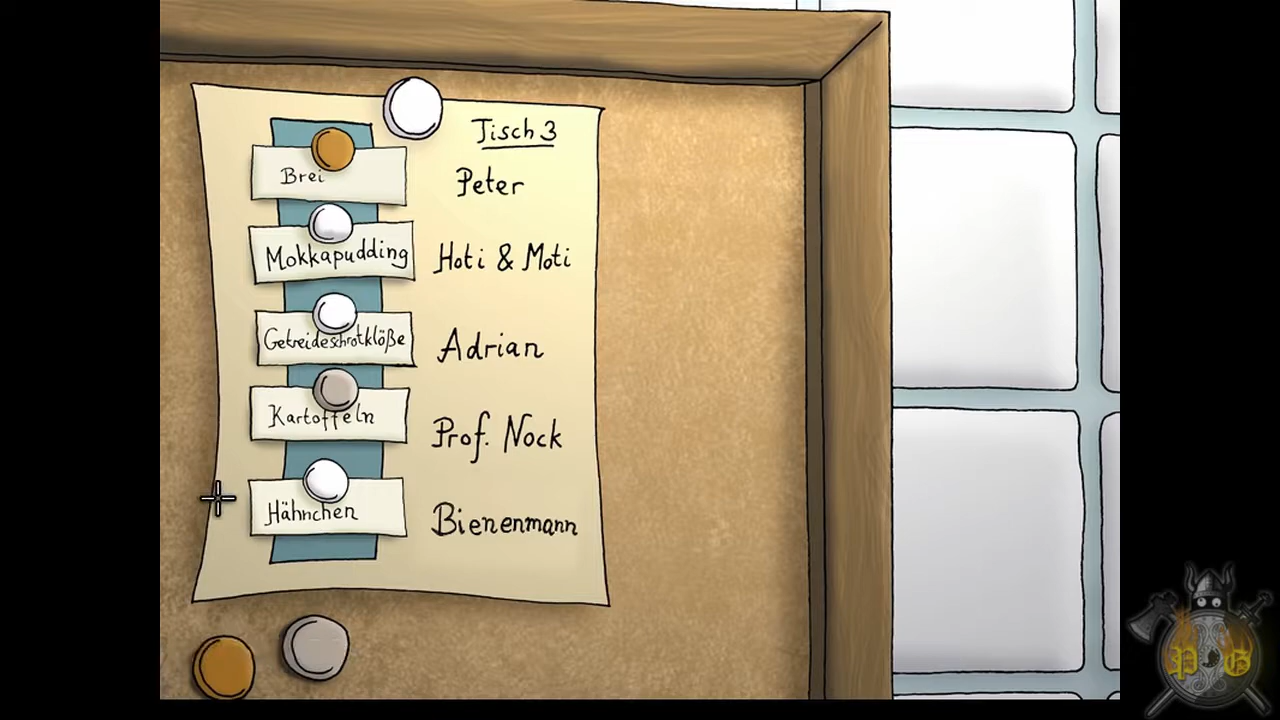 Tisch 3
Brei Peter
Mokkapudding Hoti & Moti
Getreideschrotklöße Adrian
Kartoffeln Prof. Nock
Hähnchen Bienenmann
P G